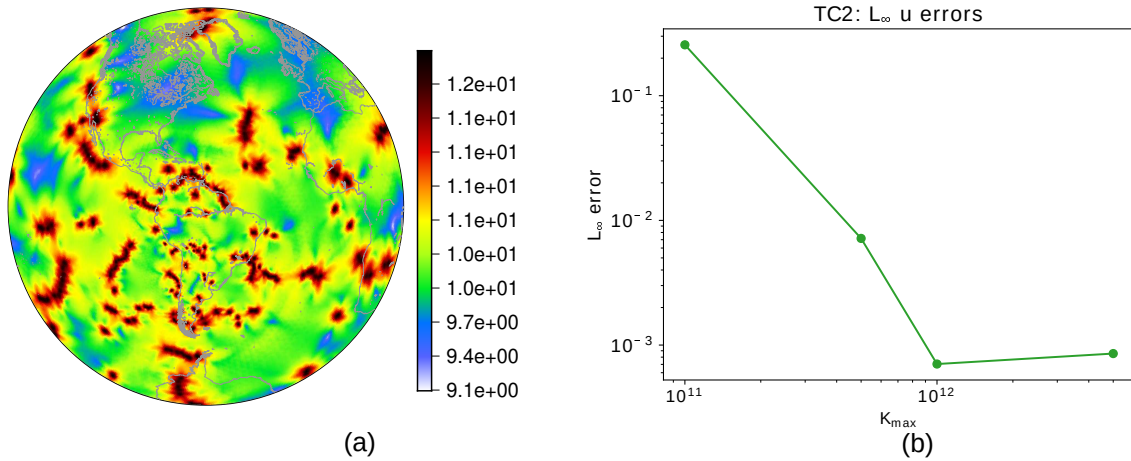 1.2e+01
1.1e+01
1.1e+01
1.1e+01
1.1e+01
1.0e+01
1.0e+01
9.7e+00
9.4e+00
9.1e+00
(a)
TC2: L∞ u errors
10⁻¹
10⁻²
10⁻³
L∞ error
10¹¹
10¹²
Kmax
(b)